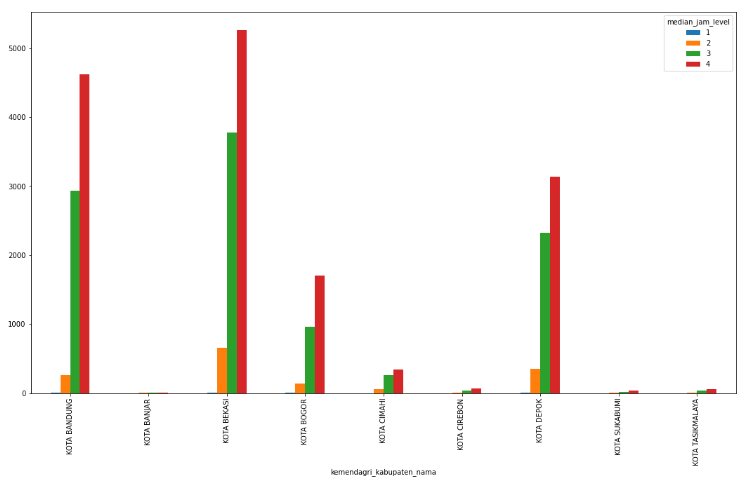 median_jam_level
1
2
3
4
5000
4000
3000
2000
1000
0
KOTA BANDUNG
KOTA BANJAR
KOTA BEKASI
KOTA BOGOR
KOTA CIMAHI
KOTA CIREBON
KOTA DEPOK
KOTA SUKABUMI
KOTA TASIKMALAYA
kemendagri_kabupaten_nama